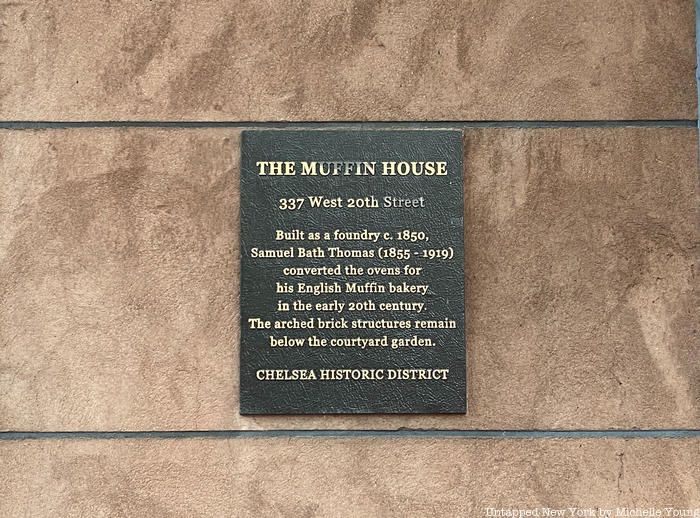 THE MUFFIN HOUSE
337 West 20th Street
Built as a foundry c. 1850,
Samuel Bath Thomas (1855 - 1919)
converted the ovens for
his English Muffin bakery
in the early 20th century.
The arched brick structures remain
below the courtyard garden.
CHELSEA HISTORIC DISTRICT
Untapped New York by Michelle Young